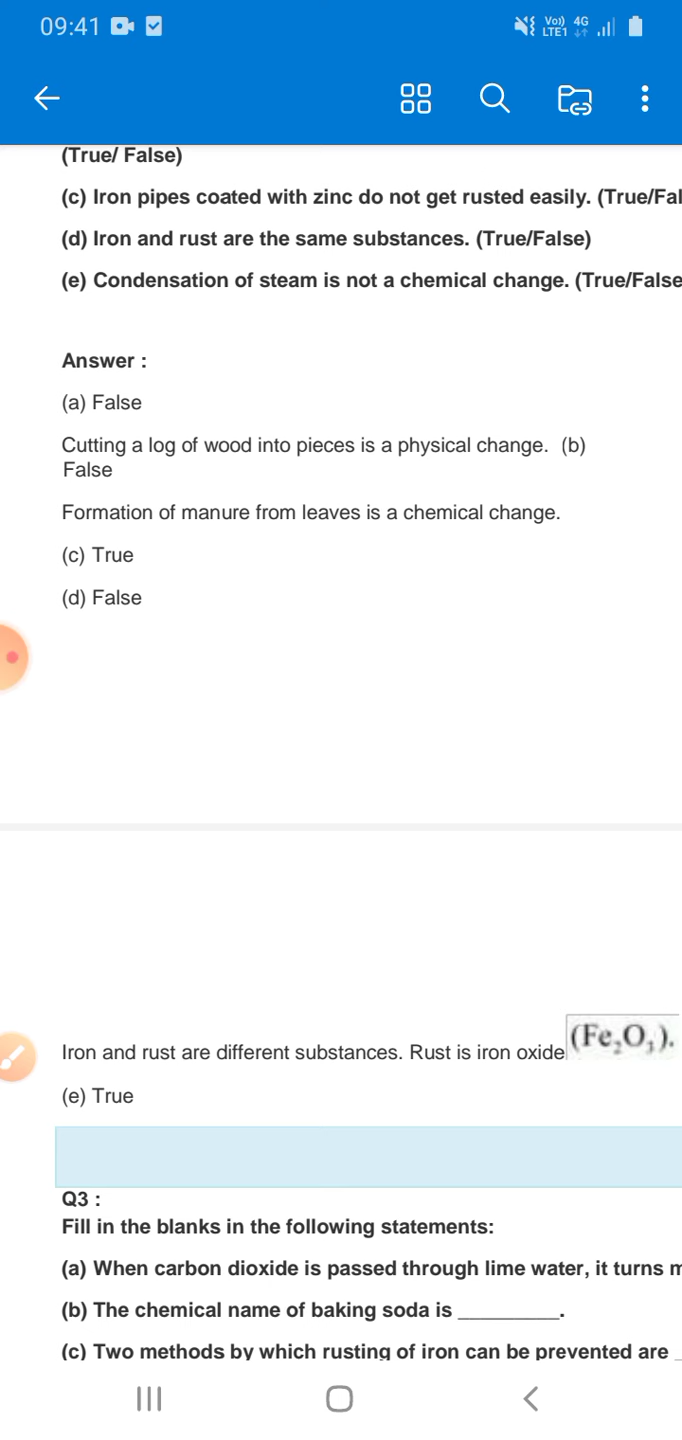 09:41
Vo)) 4G
LTE1
(True/ False)
(c) Iron pipes coated with zinc do not get rusted easily. (True/Fal
(d) Iron and rust are the same substances. (True/False)
(e) Condensation of steam is not a chemical change. (True/False
Answer :
(a) False
Cutting a log of wood into pieces is a physical change. (b)
False
Formation of manure from leaves is a chemical change.
(c) True
(d) False
Iron and rust are different substances. Rust is iron oxide (Fe₂O₃).
(e) True
Q3 :
Fill in the blanks in the following statements:
(a) When carbon dioxide is passed through lime water, it turns m
(b) The chemical name of baking soda is _________.
(c) Two methods by which rusting of iron can be prevented are _